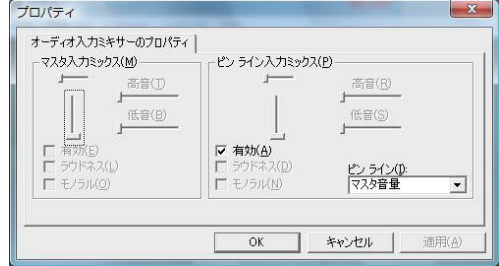 プロパティ
オーディオ入力ミキサーのプロパティ
マスタ入力ミックス(M)
高音(T)
低音(B)
有効(E)
ラウドネス(L)
モノラル(O)
ピン ライン入力ミックス(P)
高音(R)
低音(S)
有効(A)
ラウドネス(D)
モノラル(N)
ピン ライン(I):
マスタ音量
OK
キャンセル
適用(A)